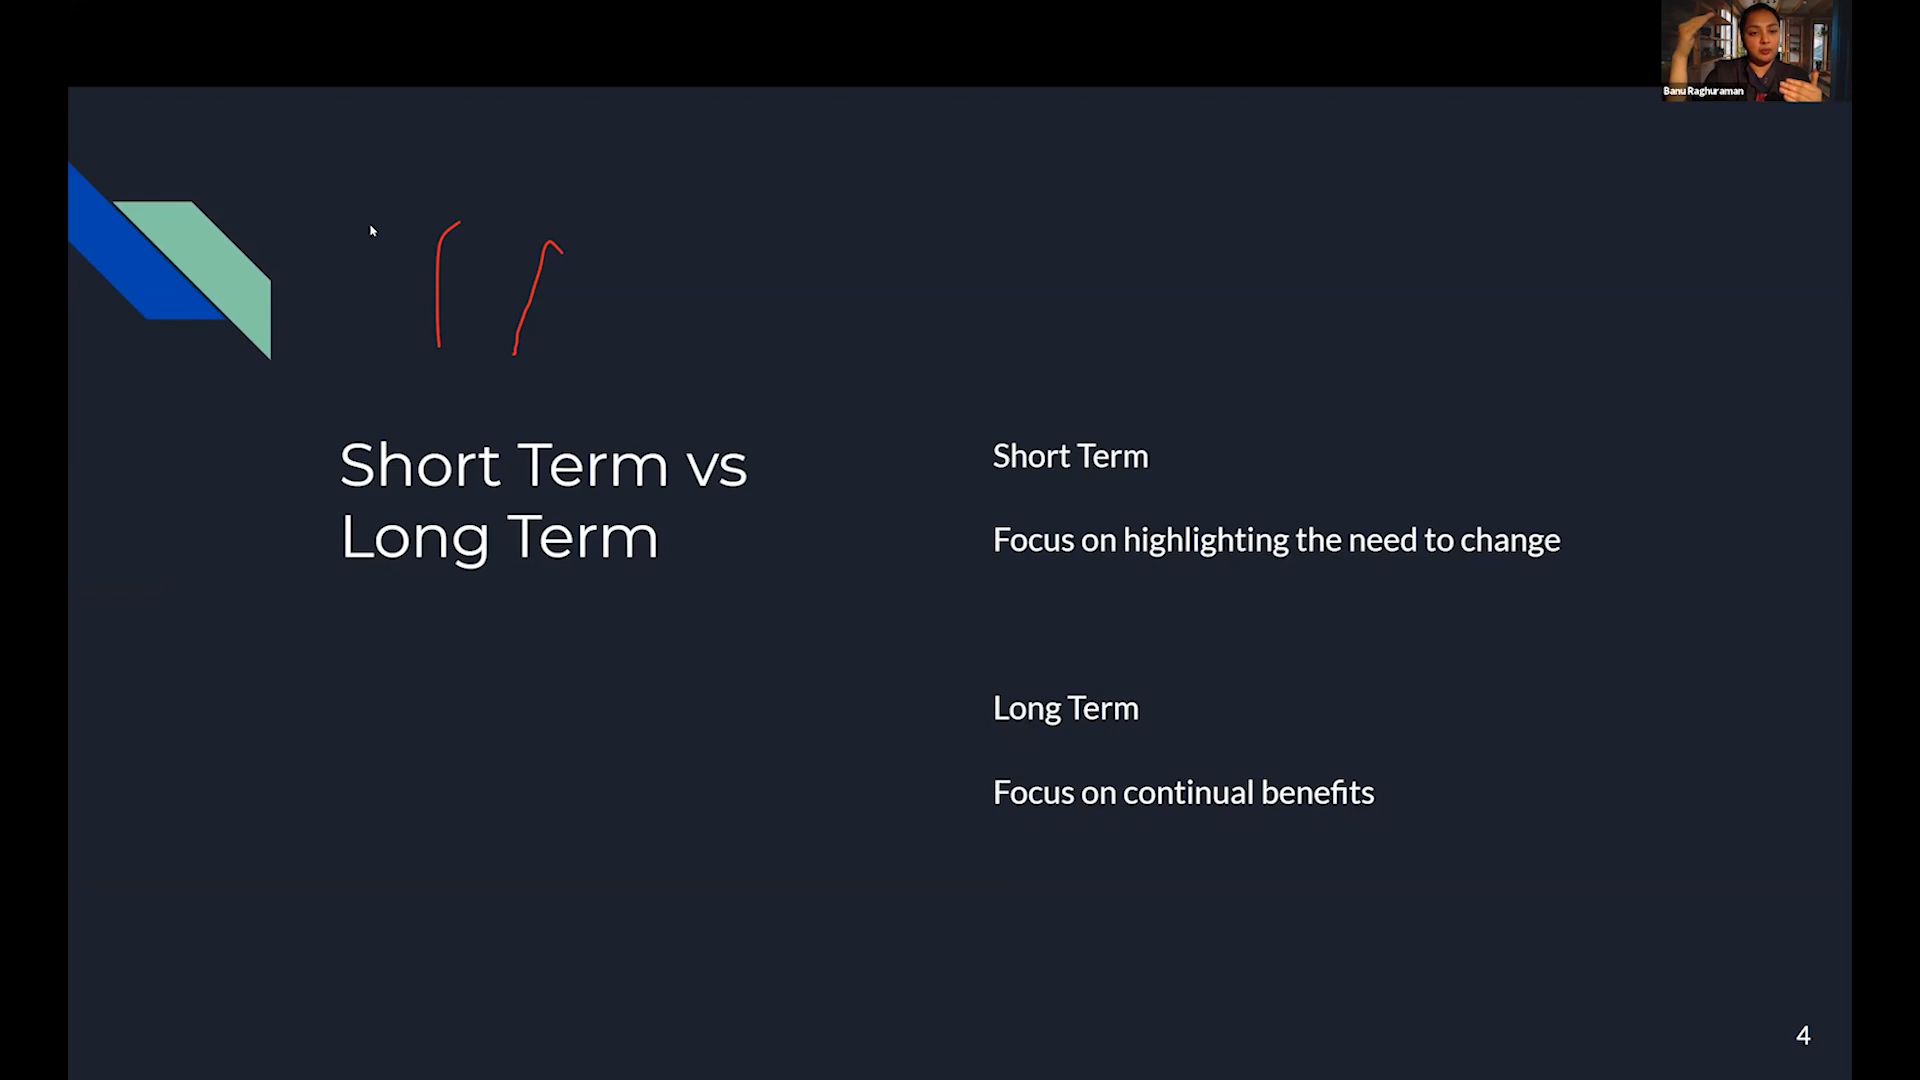 Banu Raghuraman
Short Term vs
Long Term
Short Term
Focus on highlighting the need to change
Long Term
Focus on continual benefits
4